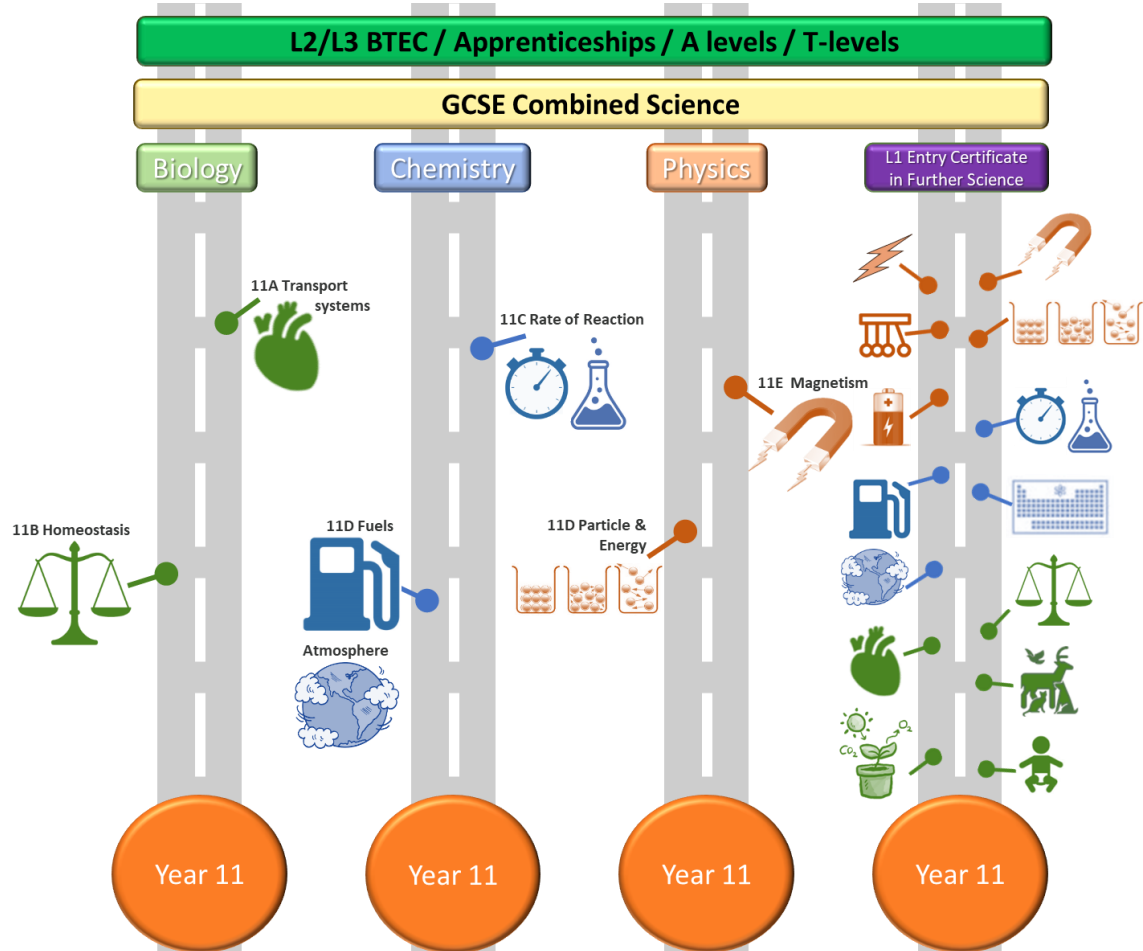 L2/L3 BTEC / Apprenticeships / A levels / T-levels
GCSE Combined Science
Biology
Chemistry
Physics
L1 Entry Certificate
in Further Science
11A Transport
systems
11C Rate of Reaction
11E Magnetism
11B Homeostasis
11D Fuels
11D Particle &
Energy
Atmosphere
CO₂
O₂
Year 11
Year 11
Year 11
Year 11